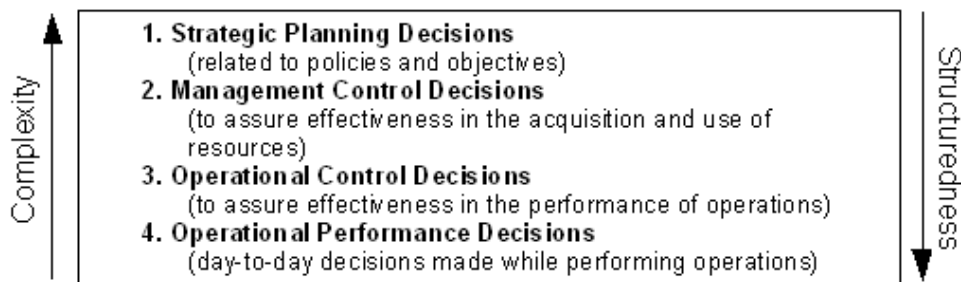 Complexity
1. Strategic Planning Decisions
(related to policies and objectives)
2. Management Control Decisions
(to assure effectiveness in the acquisition and use of
resources)
3. Operational Control Decisions
(to assure effectiveness in the performance of operations)
4. Operational Performance Decisions
(day-to-day decisions made while performing operations)
Structuredness